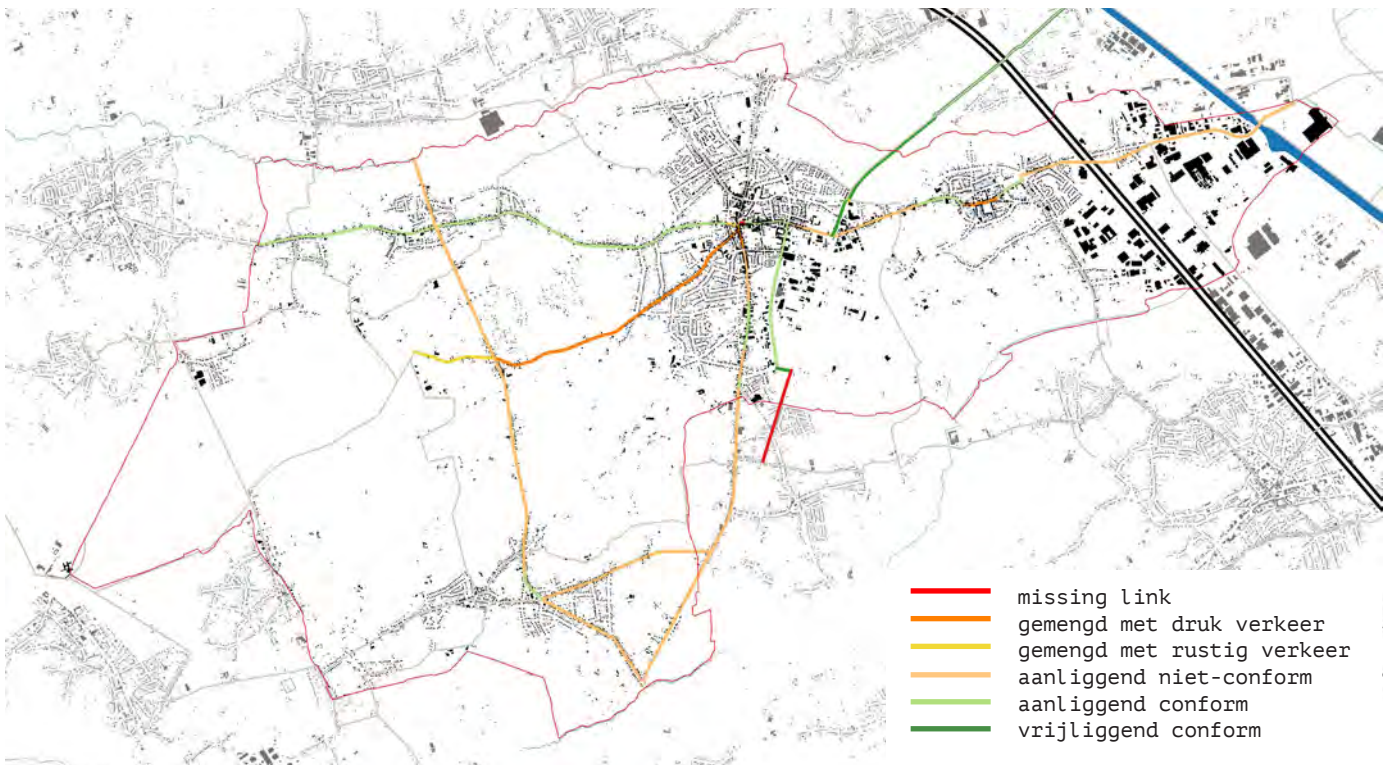 missing link
gemengd met druk verkeer
gemengd met rustig verkeer
aanliggend niet-conform
aanliggend conform
vrijliggend conform